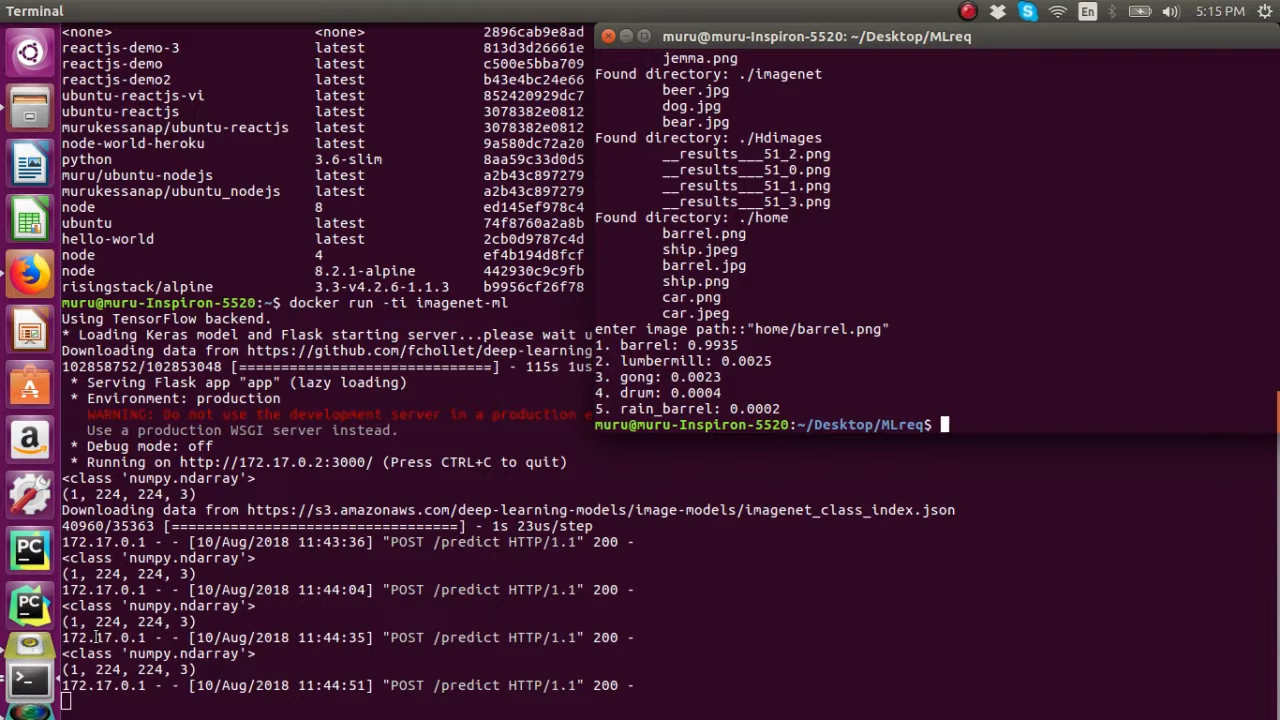 Terminal
En
5:15 PM
<none> <none> 2896cab9e8ad
reactjs-demo-3 latest 813d3d26661e
reactjs-demo latest c500e5bba709
reactjs-demo2 latest b43e4bc24e66
ubuntu-reactjs-vi latest 852420929dc7
ubuntu-reactjs latest 3078382e0812
murukessanap/ubuntu-reactjs latest 3078382e0812
node-world-heroku latest 9a580dc72a20
python 3.6-slim 8aa59c33d0d5
muru/ubuntu-nodejs latest a2b43c897279
murukessanap/ubuntu_nodejs latest a2b43c897279
node 8 ed145ef978c4
ubuntu latest 74f8760a2a8b
hello-world latest 2cb0d9787c4d
node 4 ef4b194d8fcf
node 8.2.1-alpine 442930c9c9fb
risingstack/alpine 3.3-v4.2.6-1.1.3 b9956cf26f78
muru@muru-Inspiron-5520:~$ docker run -ti imagenet-ml
Using TensorFlow backend.
* Loading Keras model and Flask starting server...please wait u
Downloading data from https://github.com/fchollet/deep-learning
102858752/102853048 [==============================] - 115s 1us
* Serving Flask app "app" (lazy loading)
* Environment: production
WARNING: Do not use the development server in a production e
Use a production WSGI server instead.
* Debug mode: off
* Running on http://172.17.0.2:3000/ (Press CTRL+C to quit)
<class 'numpy.ndarray'>
(1, 224, 224, 3)
Downloading data from https://s3.amazonaws.com/deep-learning-models/image-models/imagenet_class_index.json
40960/35363 [==================================] - 1s 23us/step
172.17.0.1 - - [10/Aug/2018 11:43:36] "POST /predict HTTP/1.1" 200 -
<class 'numpy.ndarray'>
(1, 224, 224, 3)
172.17.0.1 - - [10/Aug/2018 11:44:04] "POST /predict HTTP/1.1" 200 -
<class 'numpy.ndarray'>
(1, 224, 224, 3)
172.17.0.1 - - [10/Aug/2018 11:44:35] "POST /predict HTTP/1.1" 200 -
<class 'numpy.ndarray'>
(1, 224, 224, 3)
172.17.0.1 - - [10/Aug/2018 11:44:51] "POST /predict HTTP/1.1" 200 -
muru@muru-Inspiron-5520: ~/Desktop/MLreq
jemma.png
Found directory: ./imagenet
beer.jpg
dog.jpg
bear.jpg
Found directory: ./Hdimages
__results___51_2.png
__results___51_0.png
__results___51_1.png
__results___51_3.png
Found directory: ./home
barrel.png
ship.jpeg
barrel.jpg
ship.png
car.png
car.jpeg
enter image path::"home/barrel.png"
1. barrel: 0.9935
2. lumbermill: 0.0025
3. gong: 0.0023
4. drum: 0.0004
5. rain_barrel: 0.0002
muru@muru-Inspiron-5520:~/Desktop/MLreq$
PC
PC